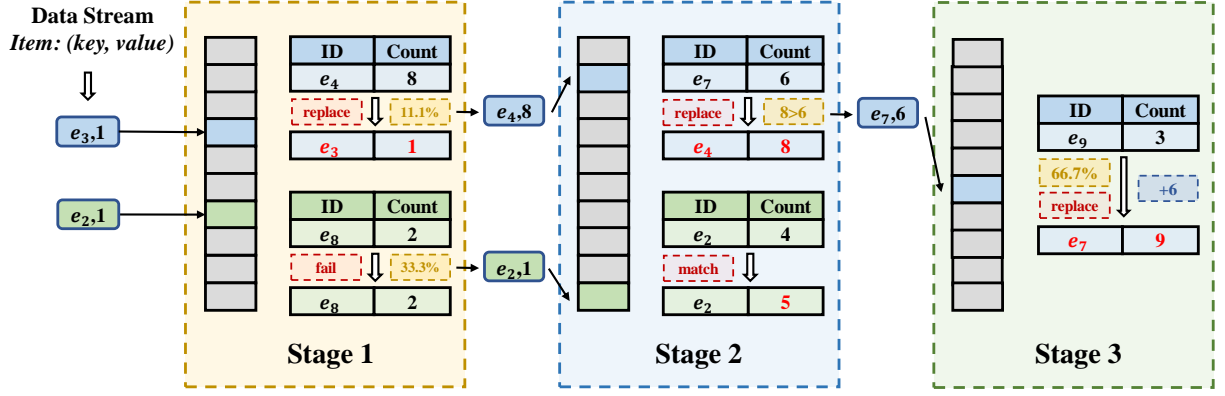 Data Stream
Item: (key, value)
e3,1
e2,1
ID Count
e4 8
replace 11.1%
e3 1
ID Count
e8 2
fail 33.3%
e8 2
Stage 1
e4,8
e2,1
ID Count
e7 6
replace 8>6
e4 8
ID Count
e2 4
match
e2 5
Stage 2
e7,6
ID Count
e9 3
66.7%
replace
+6
e7 9
Stage 3